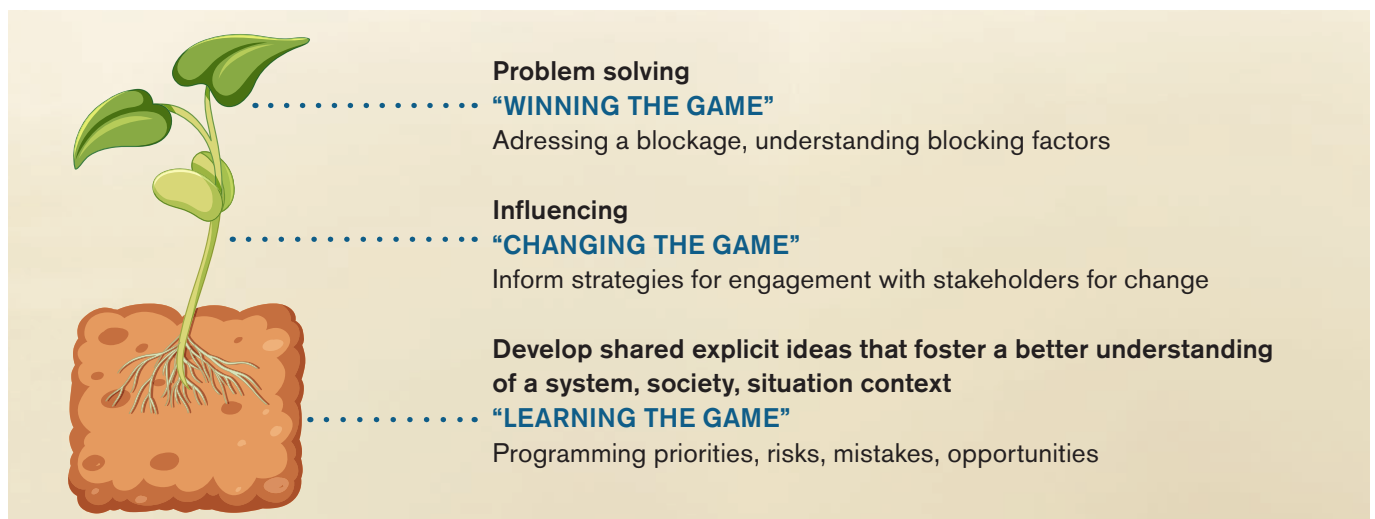 Problem solving
“WINNING THE GAME”
Adressing a blockage, understanding blocking factors
Influencing
“CHANGING THE GAME”
Inform strategies for engagement with stakeholders for change
Develop shared explicit ideas that foster a better understanding
of a system, society, situation context
“LEARNING THE GAME”
Programming priorities, risks, mistakes, opportunities